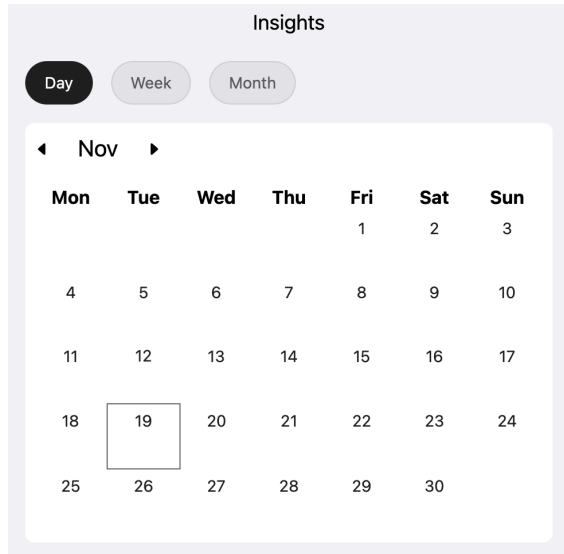 Insights
Day Week Month
Nov
Mon Tue Wed Thu Fri Sat Sun
1 2 3
4 5 6 7 8 9 10
11 12 13 14 15 16 17
18 19 20 21 22 23 24
25 26 27 28 29 30